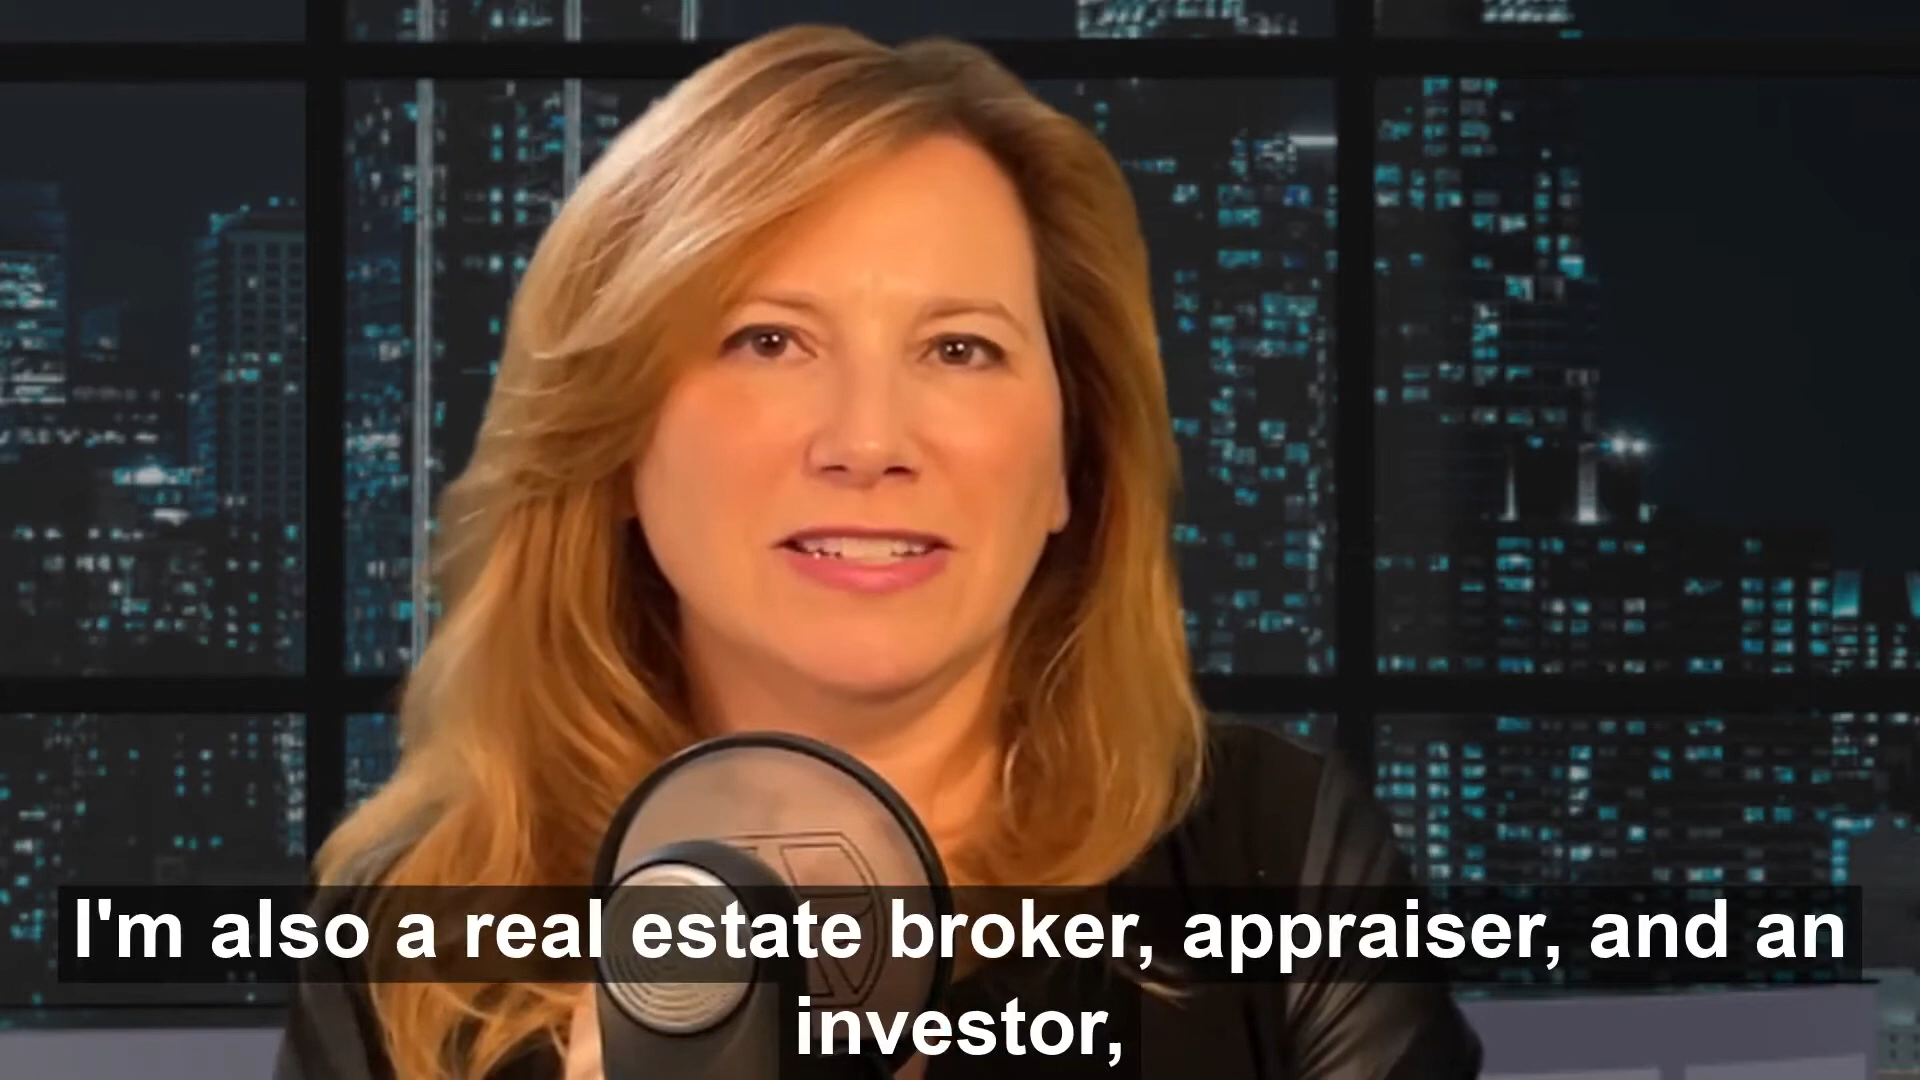 I'm also a real estate broker, appraiser, and an
investor,